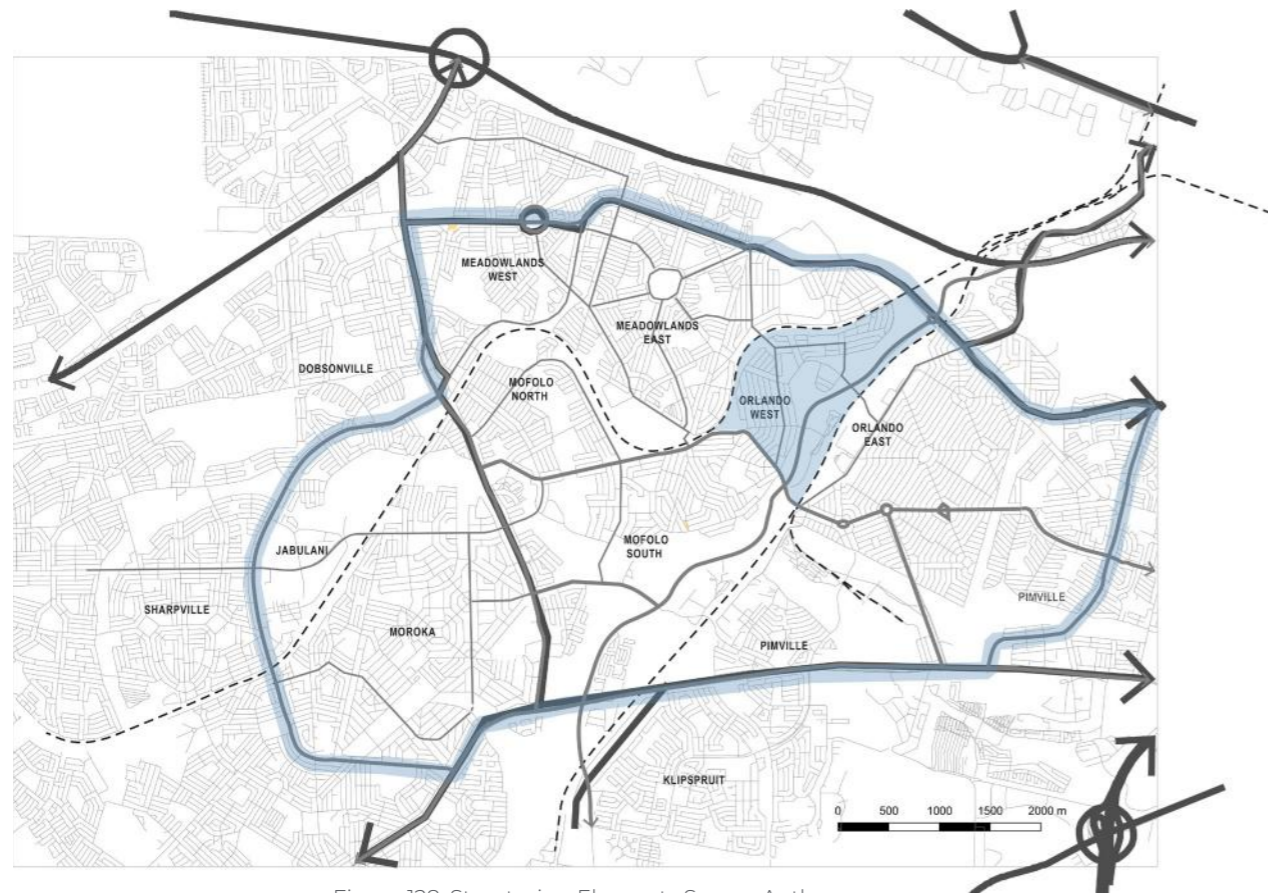 MEADOWLANDS
WEST
MEADOWLANDS
EAST
DOBSONVILLE
MOFOLO
NORTH
ORLANDO
WEST
ORLANDO
EAST
JABULANI
MOFOLO
SOUTH
SHARPVILLE
MOROKA
PIMVILLE
PIMVILLE
KLIPSPRUIT
0 500 1000 1500 2000 m